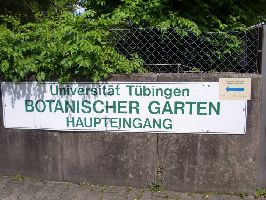 Universität Tübingen
BOTANISCHER GARTEN
HAUPTEINGANG